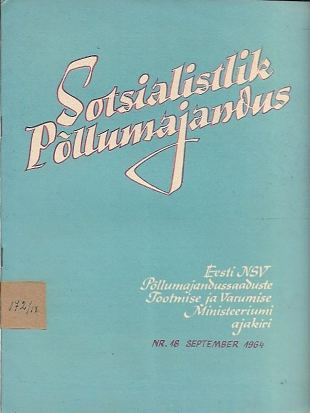 Sotsialistlik
Põllumajandus
Eesti NSV
Põllumajandussaaduste
Tootmise ja Varumise
Ministeeriumi
ajakiri
NR. 18 SEPTEMBER 1964